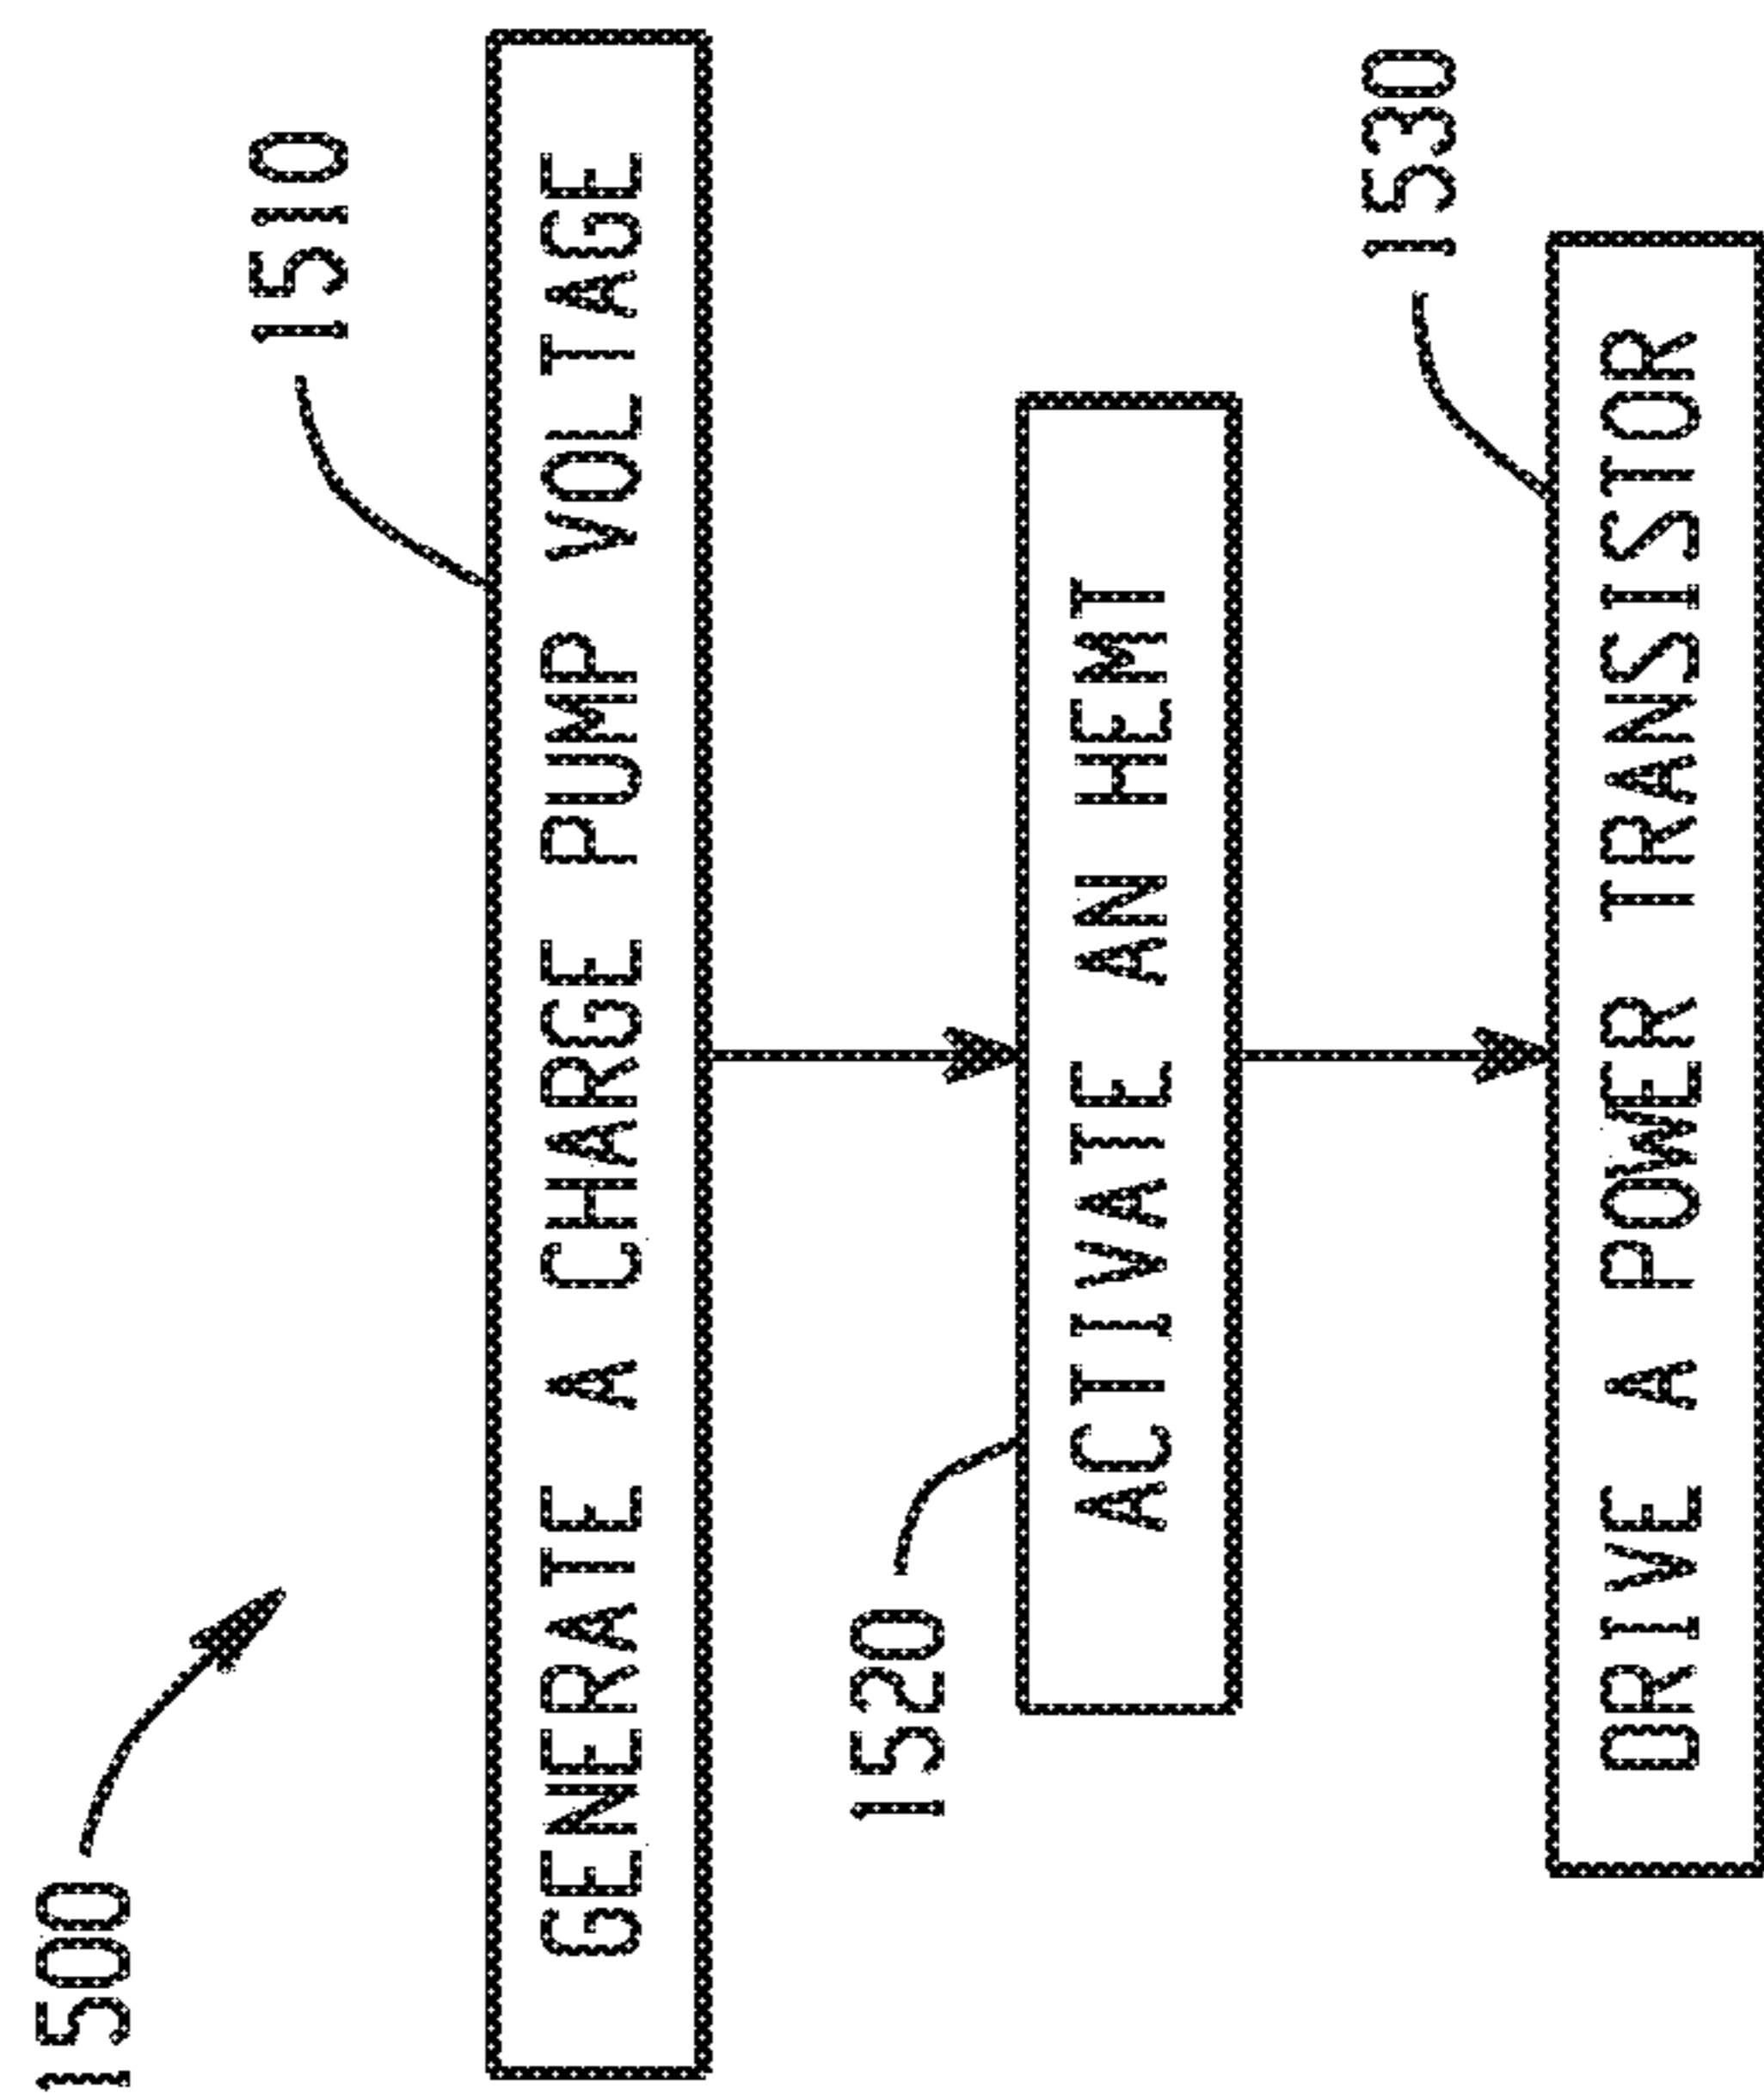 1500
1510
GENERATE A CHARGE PUMP VOLTAGE
1520
ACTIVATE AN HEMT
1530
DRIVE A POWER TRANSISTOR